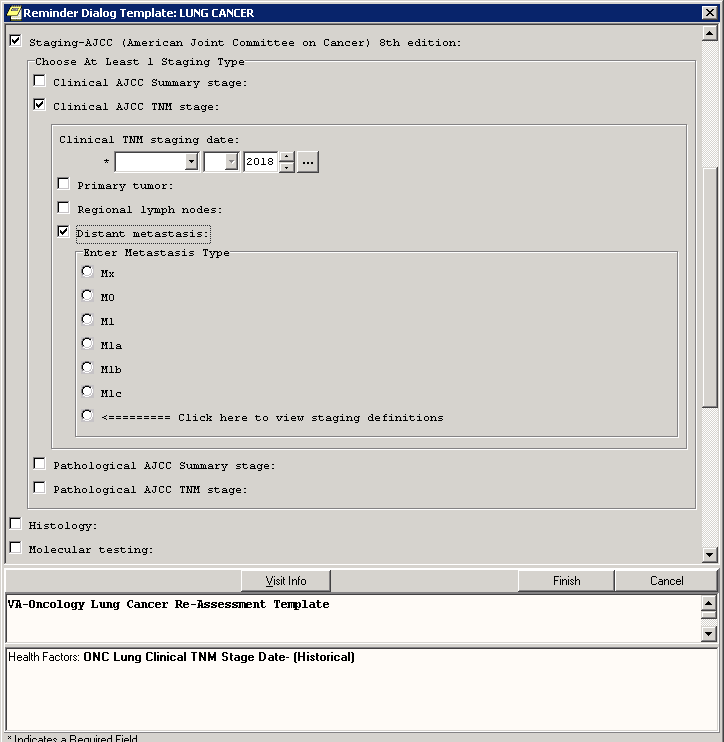 Reminder Dialog Template: LUNG CANCER
Staging-AJCC (American Joint Committee on Cancer) 8th edition:
Choose At Least 1 Staging Type
Clinical AJCC Summary stage:
Clinical AJCC TNM stage:
Clinical TNM staging date:
* 2018 ...
Primary tumor:
Regional lymph nodes:
Distant metastasis:
Enter Metastasis Type
Mx
M0
M1
M1a
M1b
M1c
<========= Click here to view staging definitions
Pathological AJCC Summary stage:
Pathological AJCC TNM stage:
Histology:
Molecular testing:
Visit Info Finish Cancel
VA-Oncology Lung Cancer Re-Assessment Template
Health Factors: ONC Lung Clinical TNM Stage Date- (Historical)
* Indicates a Required Field